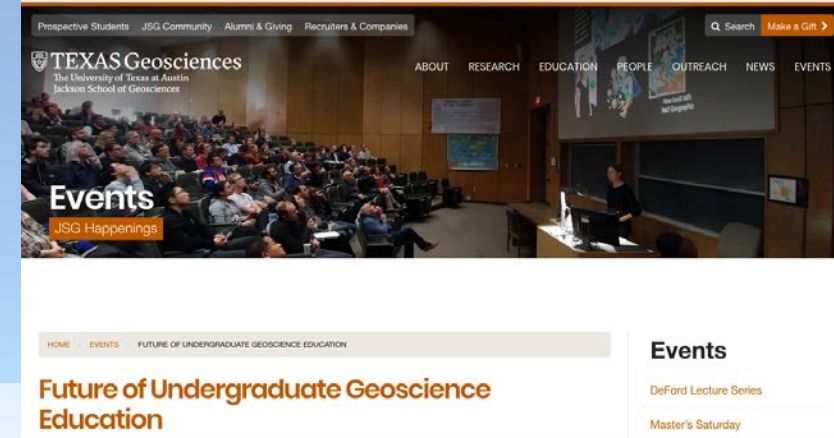 Prospective Students JSG Community Alumni & Giving Recruiters & Companies
Search Make a Gift >
TEXAS Geosciences
The University of Texas at Austin
Jackson School of Geosciences
ABOUT RESEARCH EDUCATION PEOPLE OUTREACH NEWS EVENTS
Events
JSG Happenings
HOME EVENTS FUTURE OF UNDERGRADUATE GEOSCIENCE EDUCATION
Future of Undergraduate Geoscience
Education
Events
DeFord Lecture Series
Master's Saturday